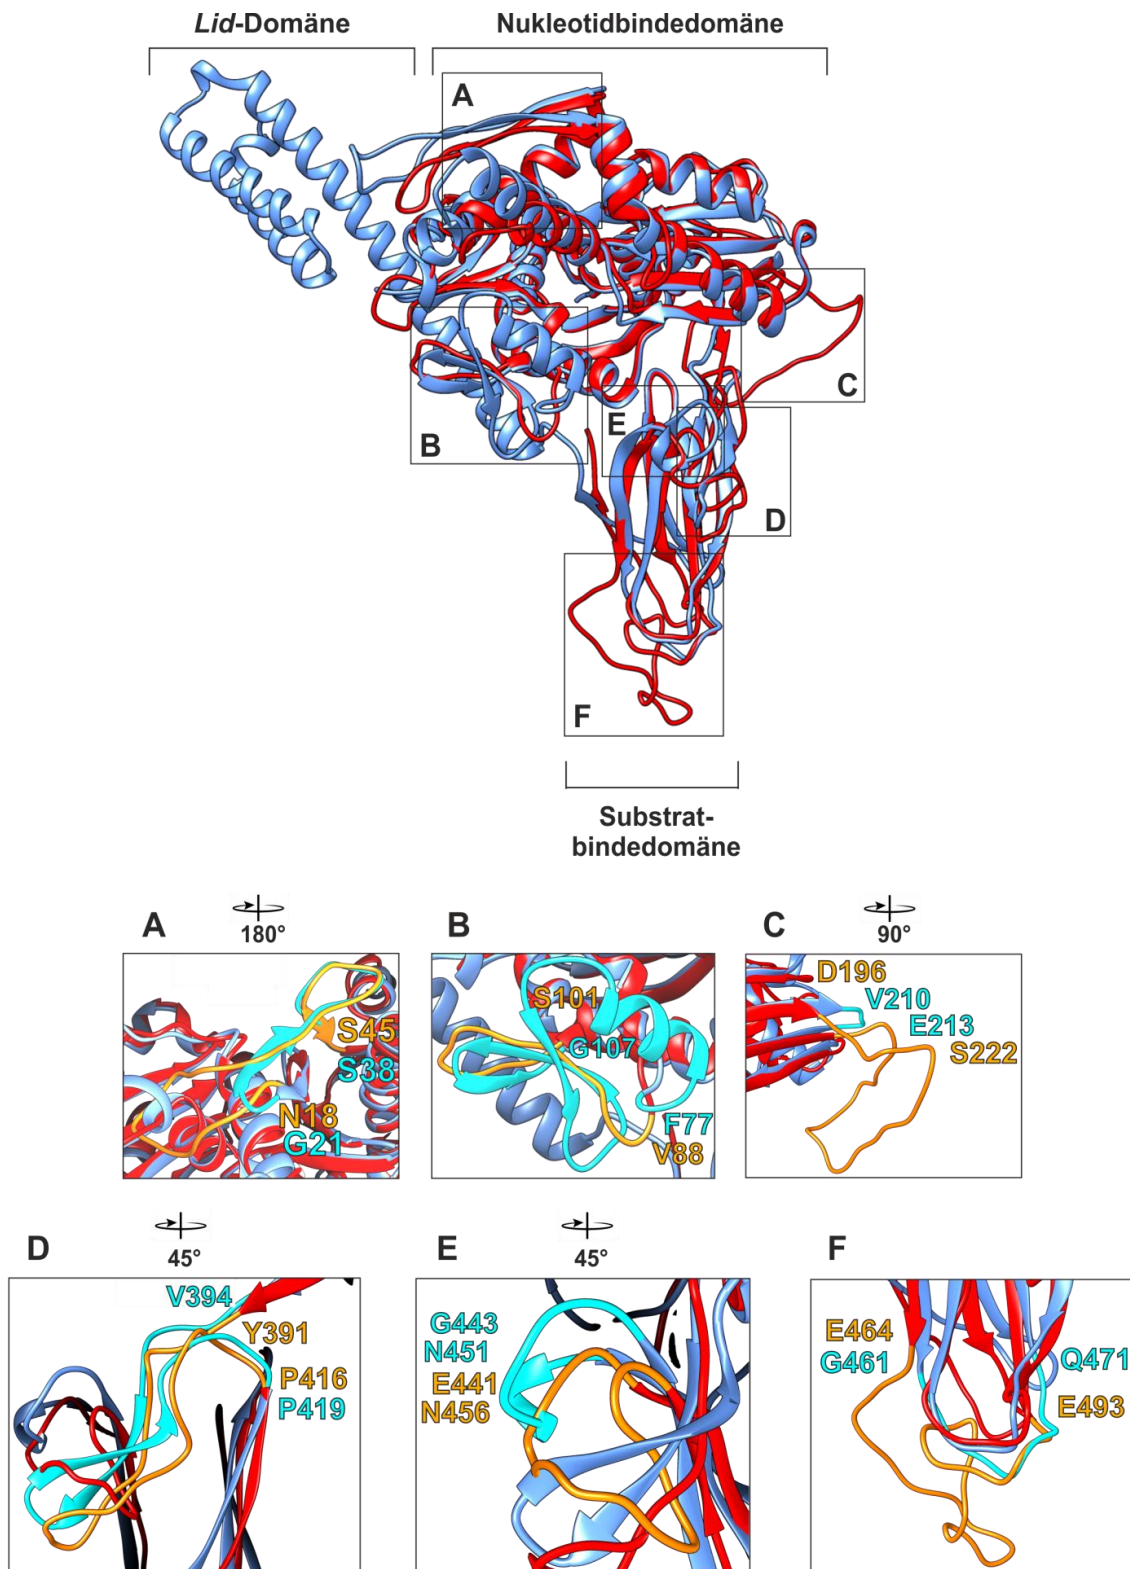 Lid-Domäne
Nukleotidbindedomäne
A
B
C
D
E
F
Substrat-
bindedomäne
A
180°
B
C
90°
S45
S38
N18
G21
S101
G107
F77
V88
D196
V210
E213
S222
D
45°
E
45°
F
V394
Y391
P416
P419
G443
N451
E441
N456
E464
G461
Q471
E493